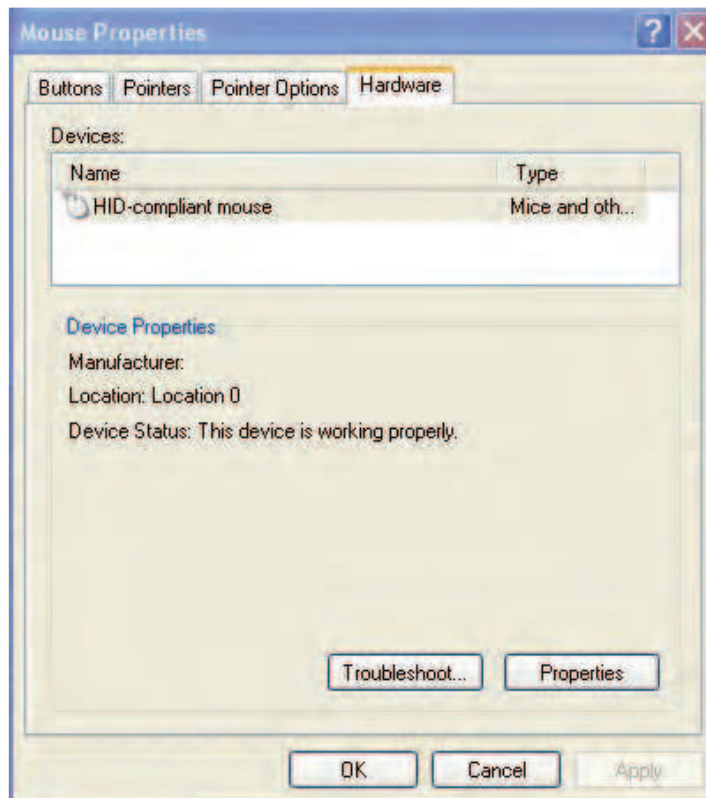 Mouse Properties
?
Buttons Pointers Pointer Options Hardware
Devices:
Name Type
HID-compliant mouse Mice and oth...
Device Properties
Manufacturer:
Location: Location 0
Device Status: This device is working properly.
Troubleshoot... Properties
OK Cancel Apply